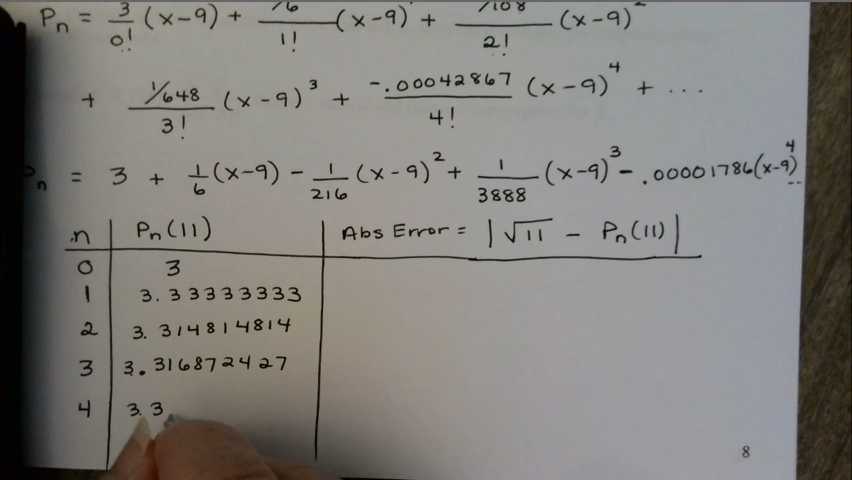 Pn = 3/0! (x-9) + 1/6 / 1! (x-9)' + /108 / 2! (x-9)
+ 1/648 / 3! (x-9)^3 + -.00042867 / 4! (x-9)^4 + ...
Pn = 3 + 1/6 (x-9) - 1/216 (x-9)^2 + 1/3888 (x-9)^3 - .00001786(x-9)^4 ..
n Pn(11) Abs Error = |√11 - Pn(11)|
0 3
1 3.33333333
2 3.314814814
3 3.316872427
4 3.3
8